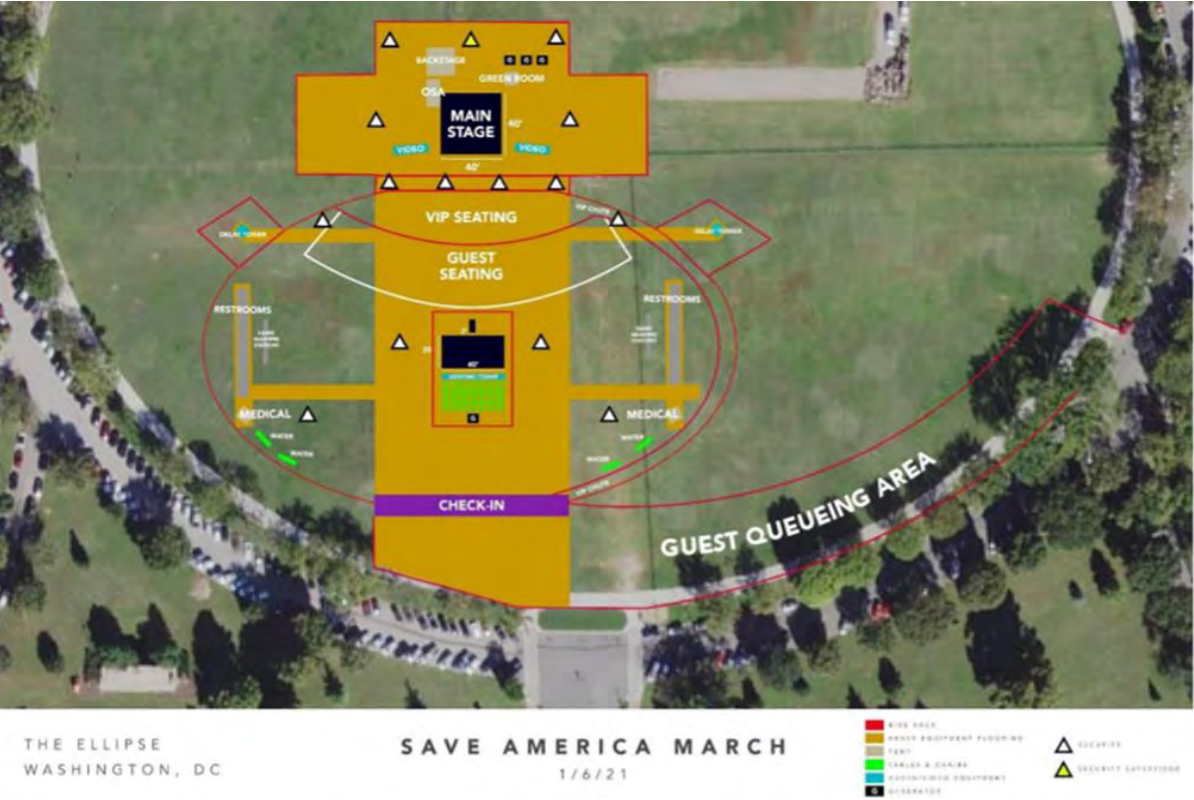 BACKSTAGE
G G G
GREEN ROOM
OSA
MAIN
STAGE
40'
VIDEO
VIDEO
40'
VIP SEATING
VIP CHUTE
DELAY TOWER
DELAY TOWER
GUEST
SEATING
RESTROOMS
RESTROOMS
40'
G
MEDICAL
MEDICAL
WATER
WATER
WATER
WATER
VIP CHUTE
CHECK-IN
GUEST QUEUEING AREA
THE ELLIPSE
WASHINGTON, DC
SAVE AMERICA MARCH
1/6/21
BIKE RACK
HEAVY EQUIPMENT FLOORING
TENT
TABLES & CHAIRS
AUDIO/VIDEO EQUIPMENT
G GENERATOR
SECURITY
SECURITY SUPERVISOR